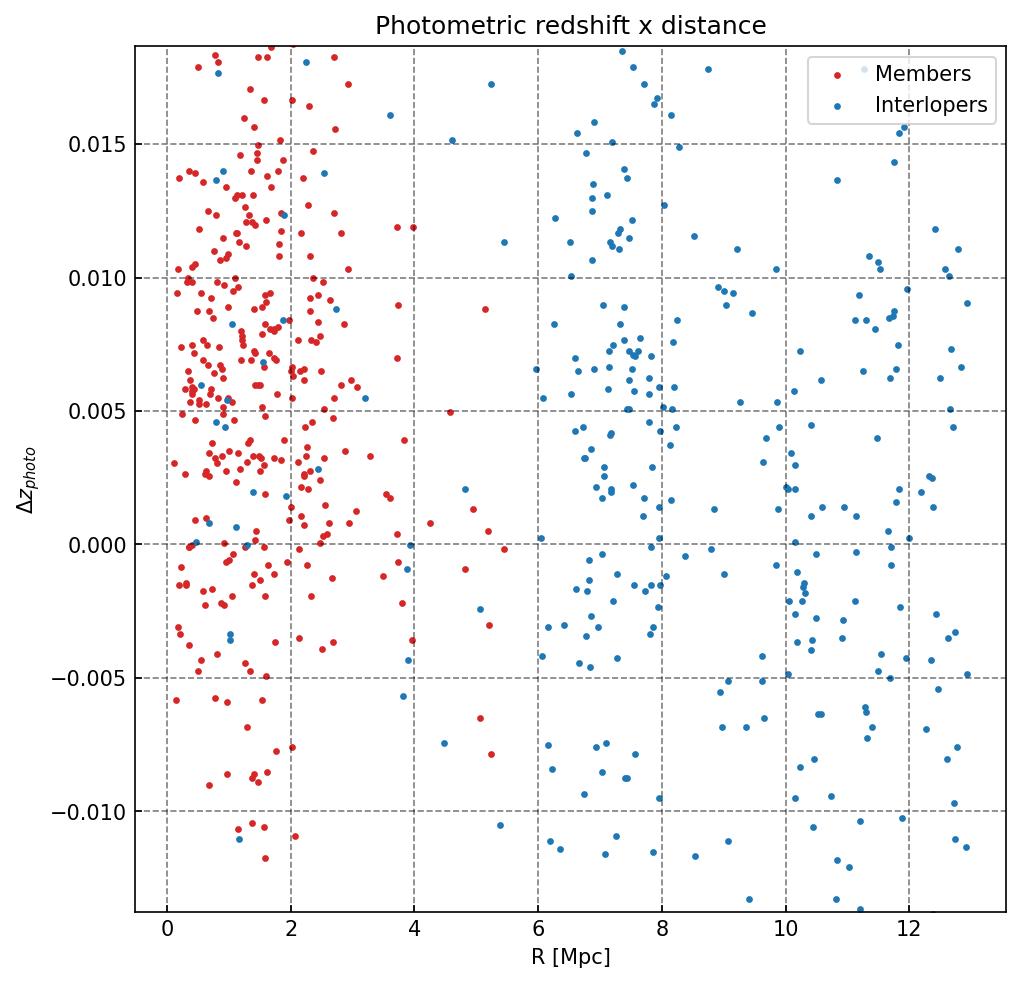 Photometric redshift x distance
Members
Interlopers
0.015
0.010
0.005
0.000
−0.005
−0.010
Δz_photo
0 2 4 6 8 10 12
R [Mpc]